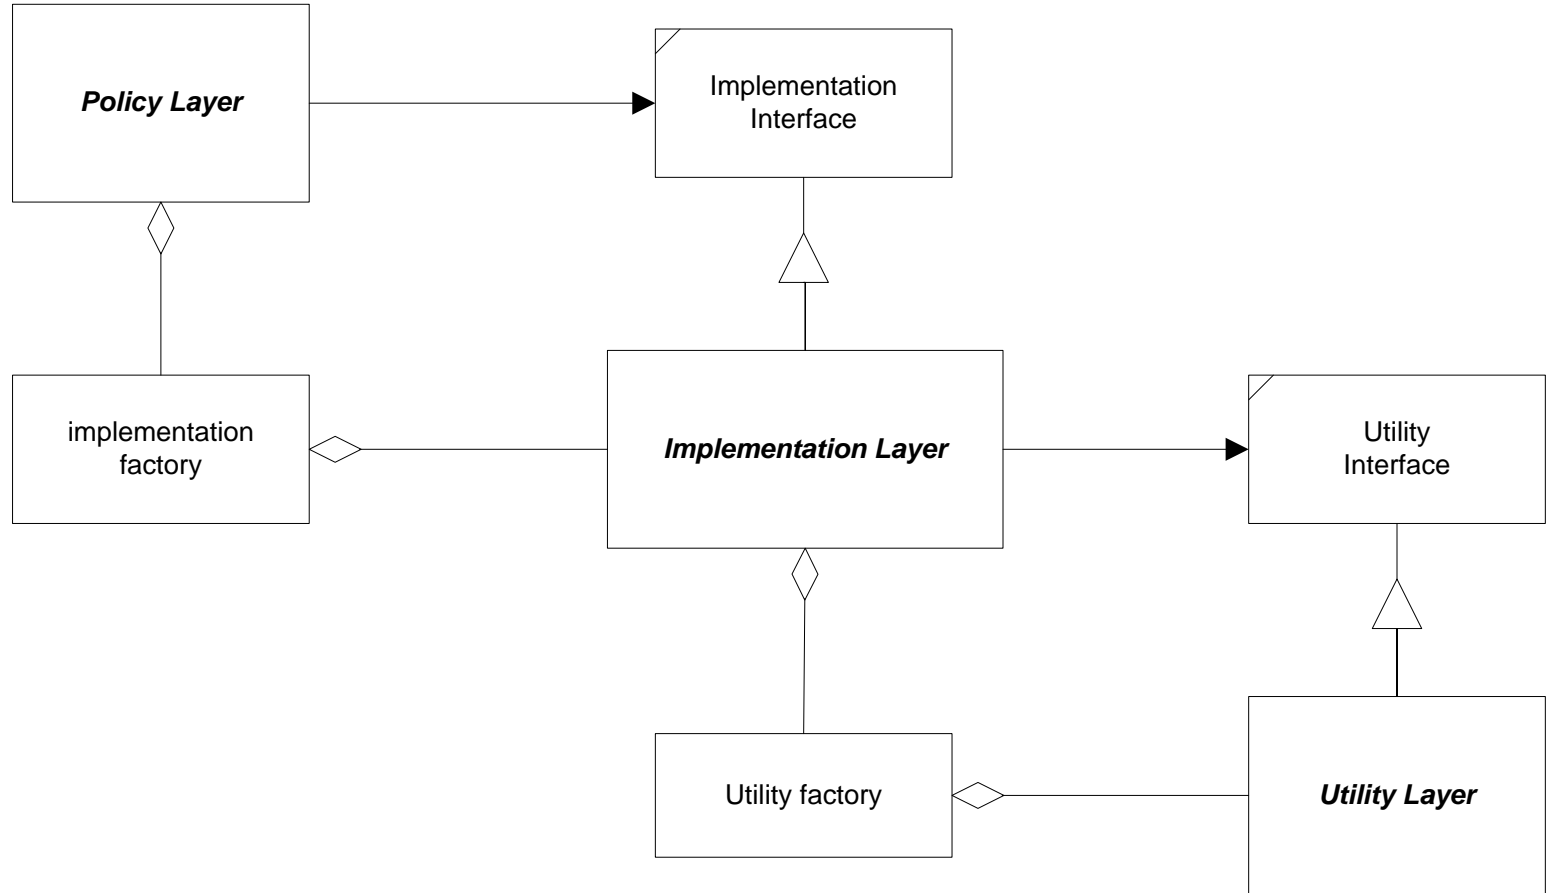 Policy Layer
Implementation
Interface
implementation
factory
Implementation Layer
Utility
Interface
Utility factory
Utility Layer